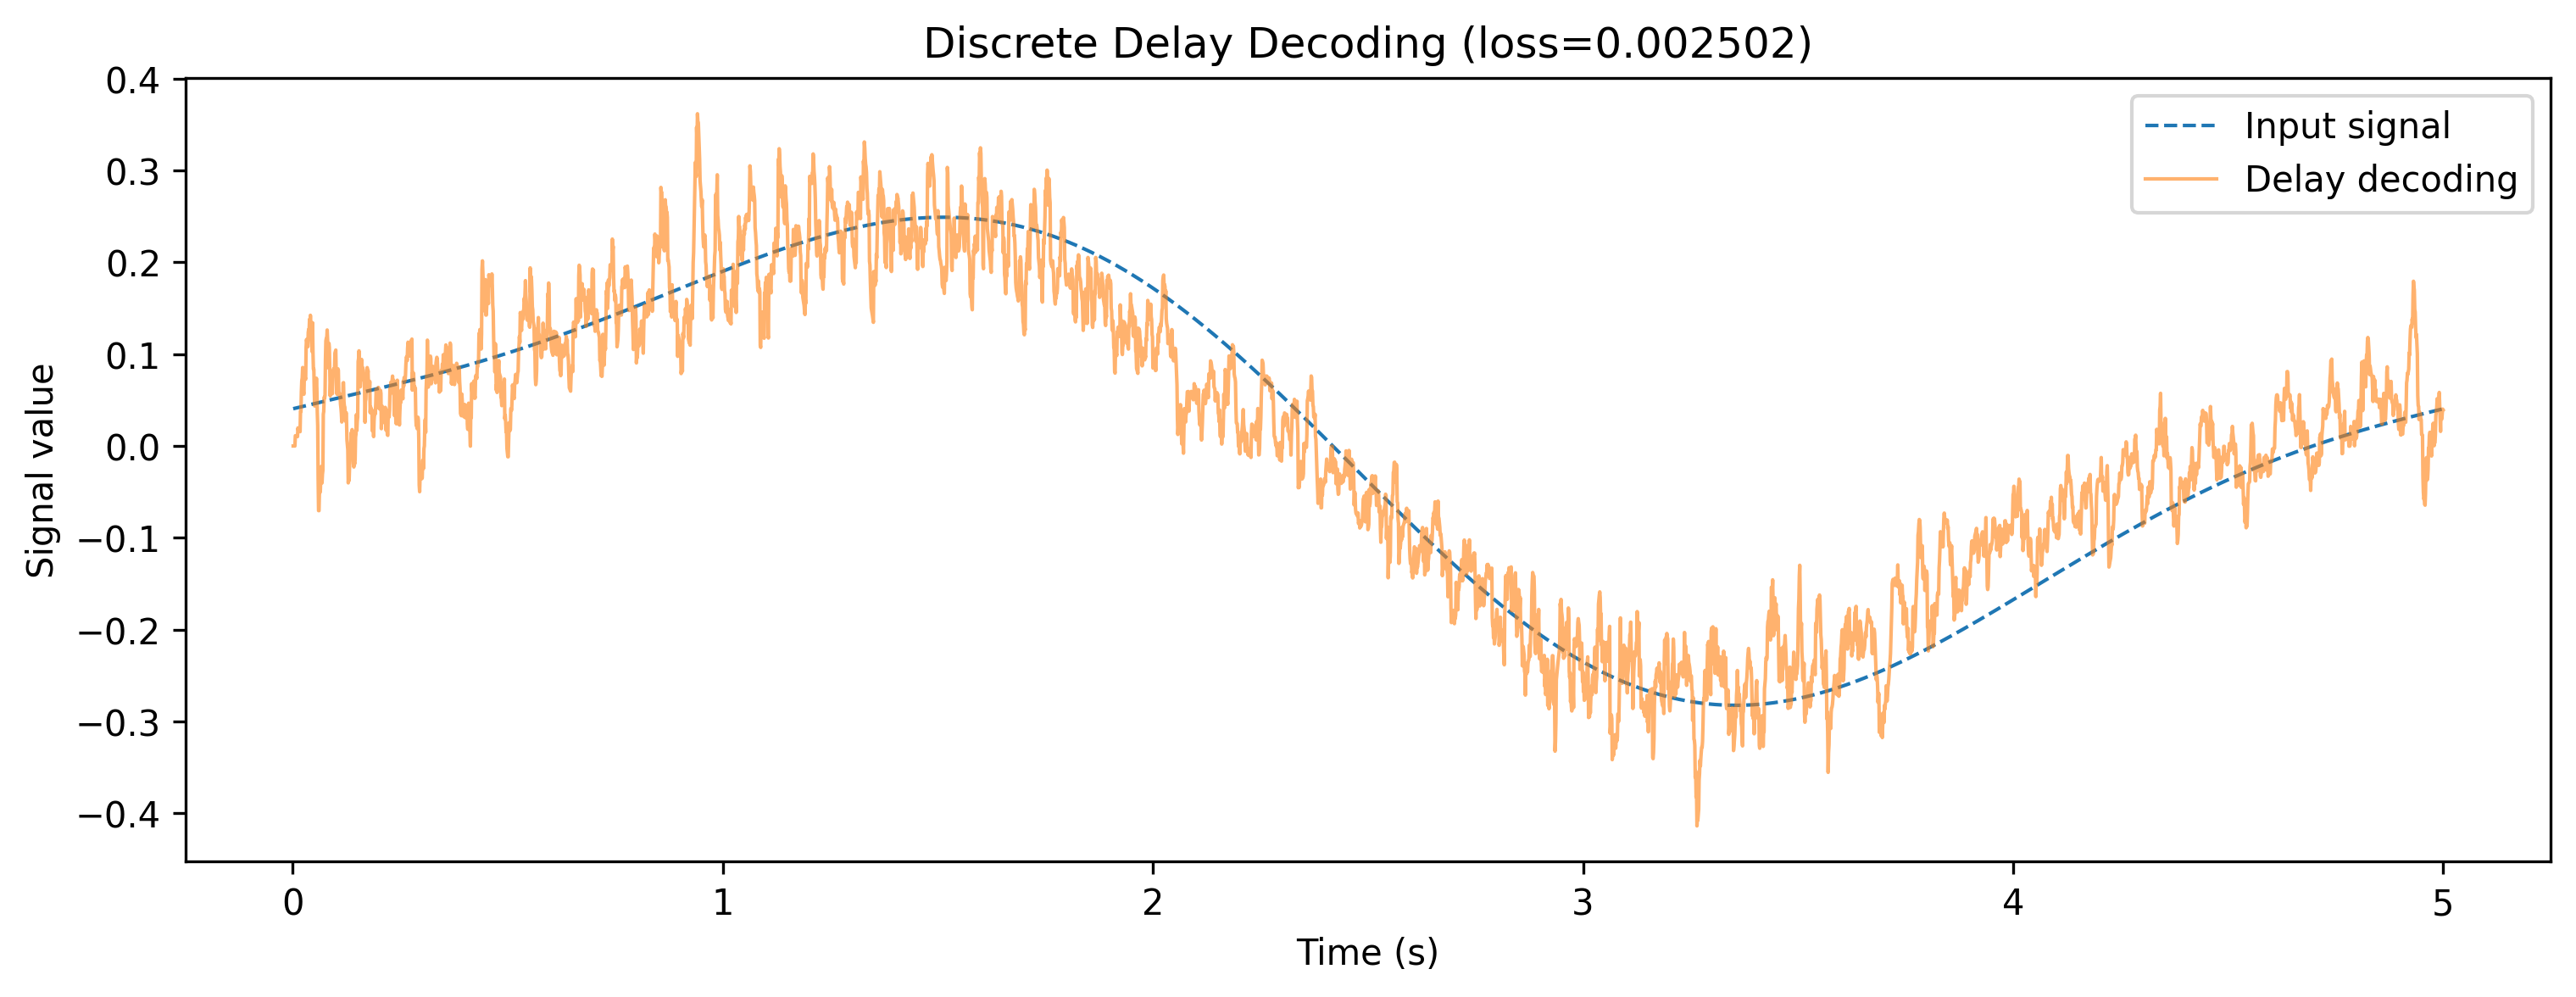 Discrete Delay Decoding (loss=0.002502)
Input signal
Delay decoding
Signal value
0.4
0.3
0.2
0.1
0.0
−0.1
−0.2
−0.3
−0.4
0 1 2 3 4 5
Time (s)